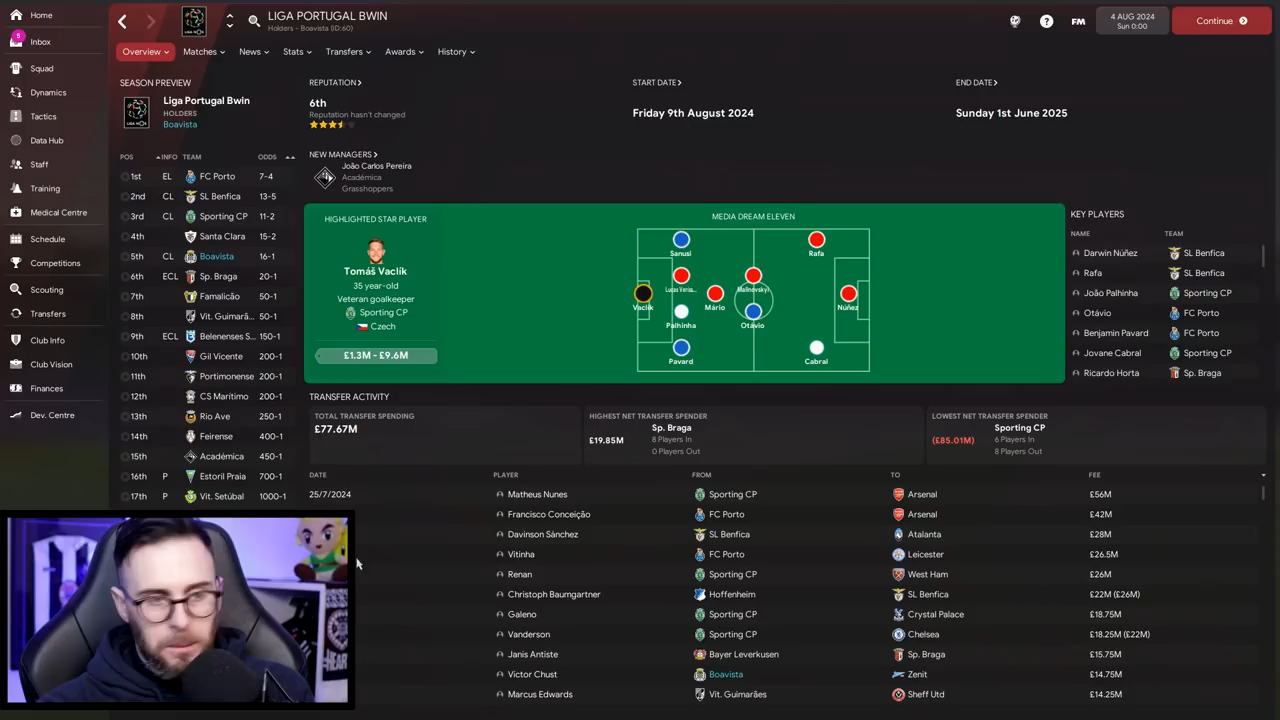 Home
Inbox
5
Squad
Dynamics
Tactics
Data Hub
Staff
Training
Medical Centre
Schedule
Competitions
Scouting
Transfers
Club Info
Club Vision
Finances
Dev. Centre
LIGA PORTUGAL BWIN
Holders - Boavista (ID:60)
FM
4 AUG 2024
Sun 0:00
Continue
Overview Matches News Stats Transfers Awards History
SEASON PREVIEW
Liga Portugal Bwin
HOLDERS
Boavista
POS INFO TEAM ODDS
1st EL FC Porto 7-4
2nd CL SL Benfica 13-5
3rd CL Sporting CP 11-2
4th Santa Clara 15-2
5th CL Boavista 16-1
6th ECL Sp. Braga 20-1
7th Famalicão 50-1
8th Vit. Guimarã... 50-1
9th ECL Belenenses S... 150-1
10th Gil Vicente 200-1
11th Portimonense 200-1
12th CS Marítimo 200-1
13th Rio Ave 250-1
14th Feirense 400-1
15th Académica 450-1
16th P Estoril Praia 700-1
17th P Vit. Setúbal 1000-1
REPUTATION
6th
Reputation hasn't changed
START DATE
Friday 9th August 2024
END DATE
Sunday 1st June 2025
NEW MANAGERS
João Carlos Pereira
Académica
Grasshoppers
HIGHLIGHTED STAR PLAYER
Tomáš Vaclík
35 year-old
Veteran goalkeeper
Sporting CP
Czech
£1.3M - £9.6M
MEDIA DREAM ELEVEN
Sanusi
Rafa
Lucas Veris...
Malinovskyi
Vaclík
Mário
Núñez
Palhinha
Otávio
Pavard
Cabral
KEY PLAYERS
NAME TEAM
Darwin Núñez SL Benfica
Rafa SL Benfica
João Palhinha Sporting CP
Otávio FC Porto
Benjamin Pavard FC Porto
Jovane Cabral Sporting CP
Ricardo Horta Sp. Braga
TRANSFER ACTIVITY
TOTAL TRANSFER SPENDING
£77.67M
HIGHEST NET TRANSFER SPENDER
£19.85M
Sp. Braga
8 Players In
0 Players Out
LOWEST NET TRANSFER SPENDER
(£85.01M)
Sporting CP
6 Players In
8 Players Out
DATE PLAYER FROM TO FEE
25/7/2024 Matheus Nunes Sporting CP Arsenal £56M
Francisco Conceição FC Porto Arsenal £42M
Davinson Sánchez SL Benfica Atalanta £28M
Vitinha FC Porto Leicester £26.5M
Renan Sporting CP West Ham £26M
Christoph Baumgartner Hoffenheim SL Benfica £22M (£26M)
Galeno Sporting CP Crystal Palace £18.75M
Vanderson Sporting CP Chelsea £18.25M (£22M)
Janis Antiste Bayer Leverkusen Sp. Braga £15.75M
Víctor Chust Boavista Zenit £14.75M
Marcus Edwards Vit. Guimarães Sheff Utd £14.25M